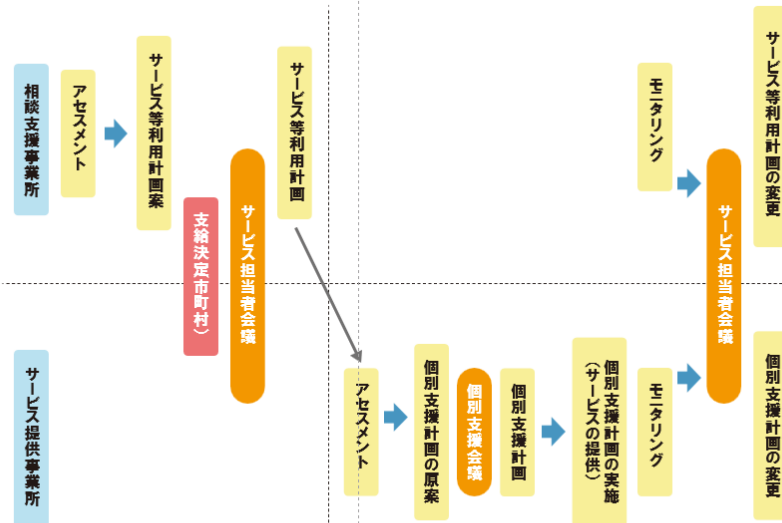 相談支援事業所
アセスメント
サービス等利用計画案
支給決定市町村）
サービス担当者会議
サービス等利用計画
モニタリング
サービス担当者会議
サービス等利用計画の変更
サービス提供事業所
アセスメント
個別支援計画の原案
個別支援会議
個別支援計画
個別支援計画の実施
（サービスの提供）
モニタリング
個別支援計画の変更